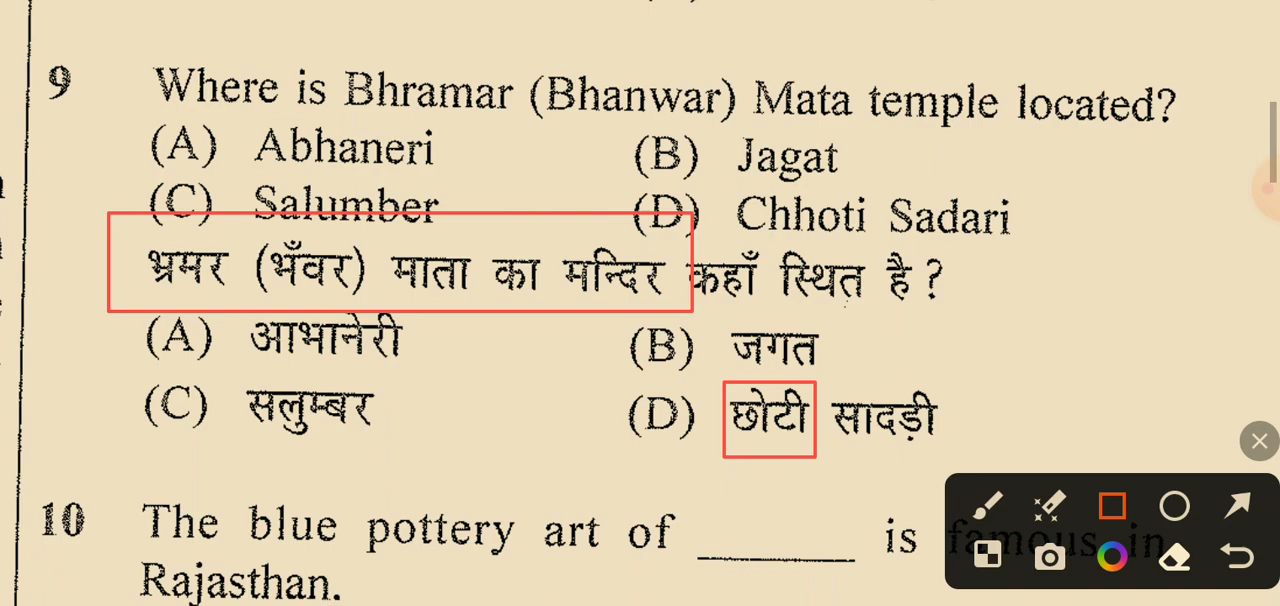 9 Where is Bhramar (Bhanwar) Mata temple located?
(A) Abhaneri (B) Jagat
(C) Salumber (D) Chhoti Sadari
भ्रमर (भँवर) माता का मन्दिर कहाँ स्थित है ?
(A) आभानेरी (B) जगत
(C) सलुम्बर (D) छोटी सादड़ी
10 The blue pottery art of ______ is famous in
Rajasthan.